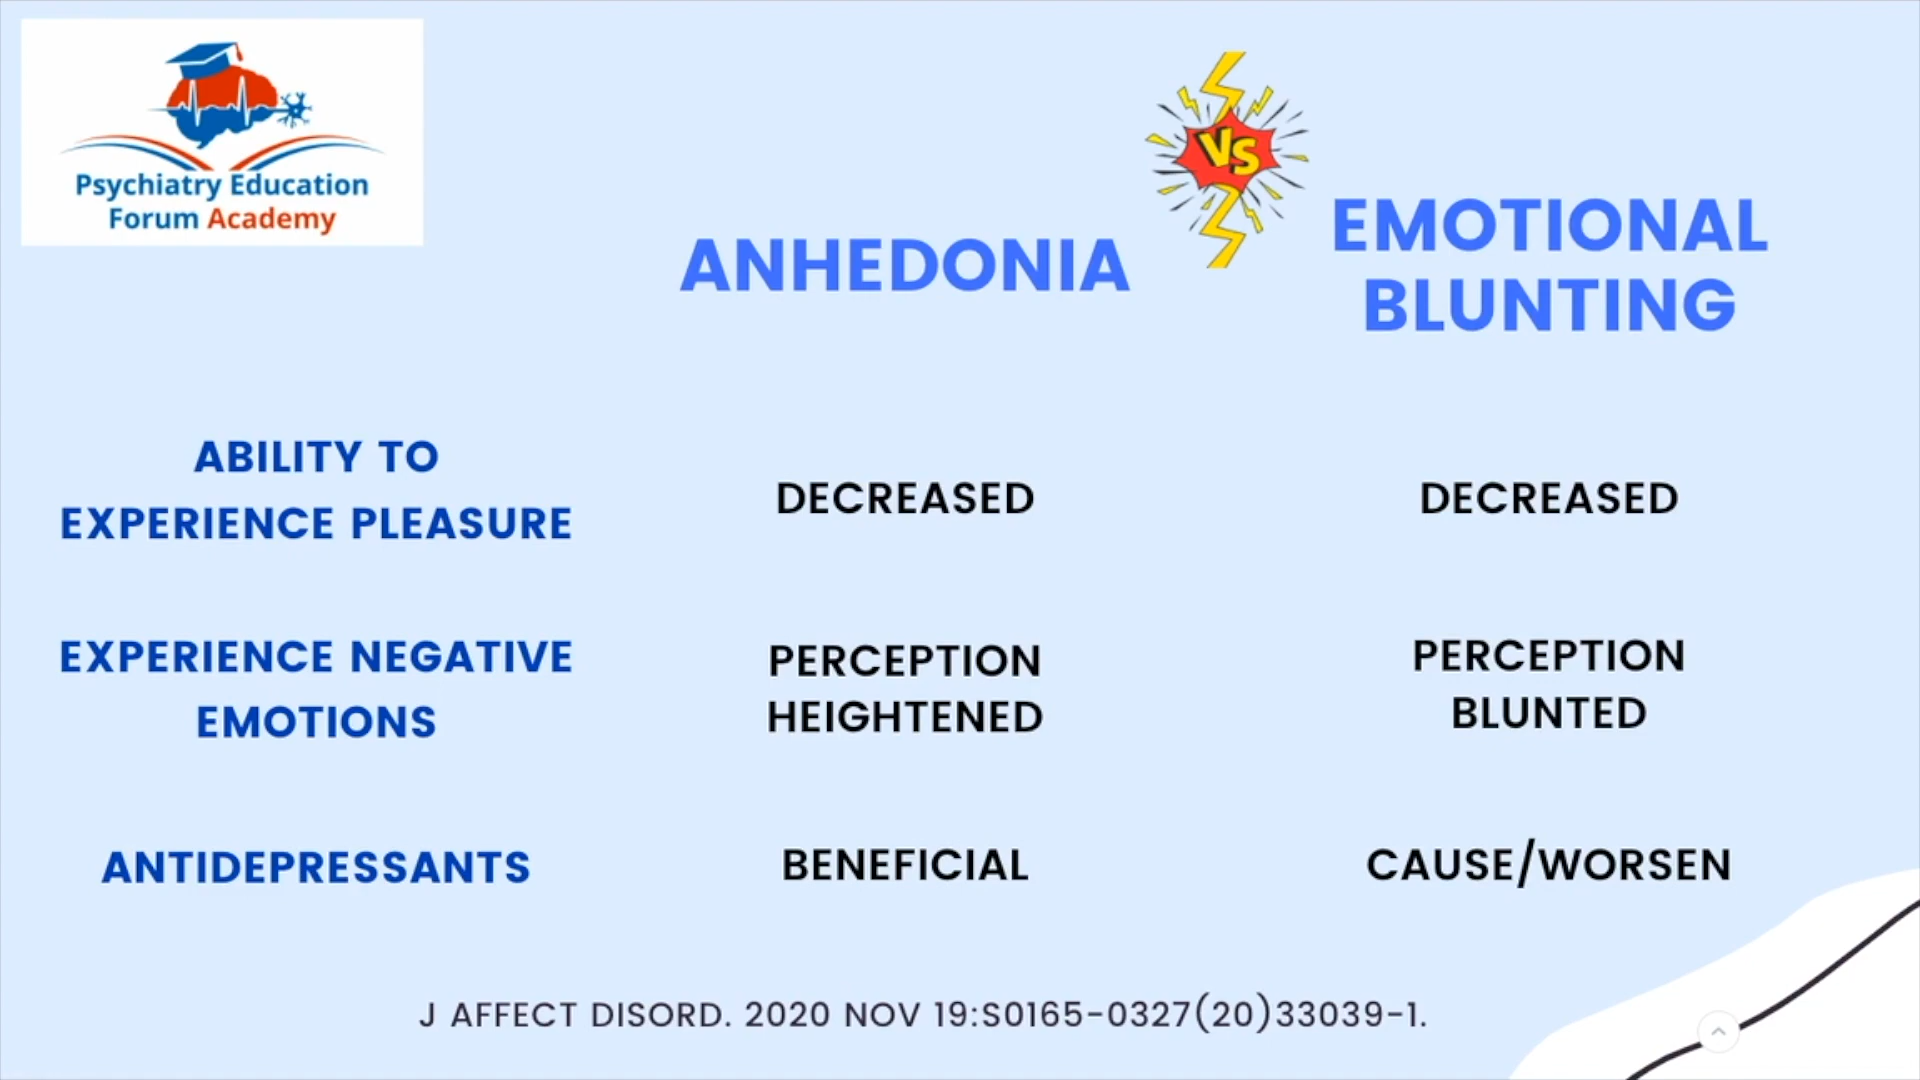 Psychiatry Education
Forum Academy
VS
ANHEDONIA
EMOTIONAL
BLUNTING
ABILITY TO
EXPERIENCE PLEASURE
DECREASED
DECREASED
EXPERIENCE NEGATIVE
EMOTIONS
PERCEPTION
HEIGHTENED
PERCEPTION
BLUNTED
ANTIDEPRESSANTS
BENEFICIAL
CAUSE/WORSEN
J AFFECT DISORD. 2020 NOV 19:S0165-0327(20)33039-1.